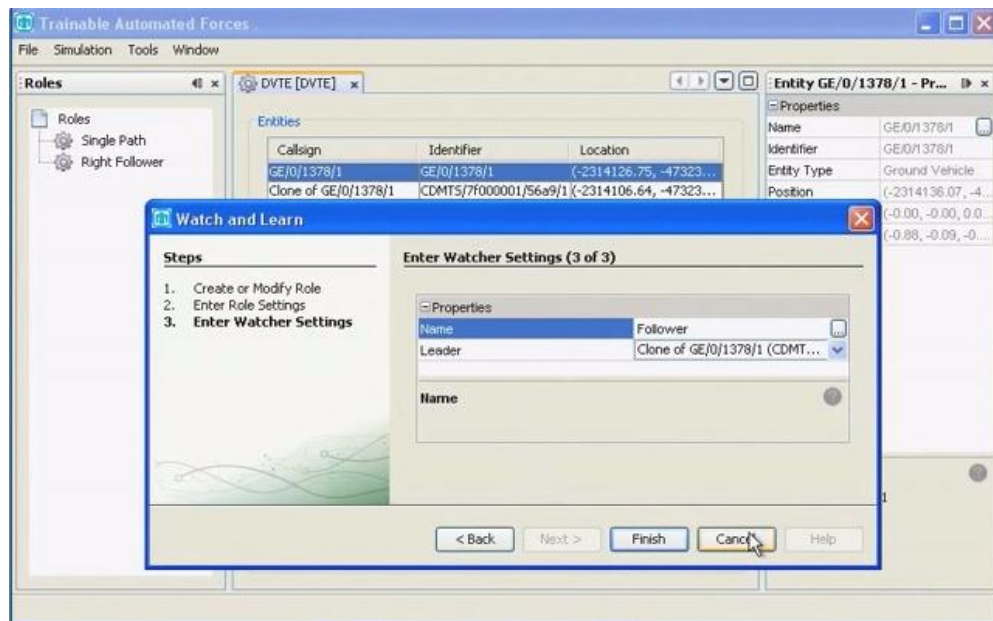 Trainable Automated Forces
File Simulation Tools Window
Roles
Roles
Single Path
Right Follower
DVTE [DVTE]
Entities
Callsign Identifier Location
GE/0/1378/1 GE/0/1378/1 (-2314126.75, -47323...
Clone of GE/0/1378/1 CDMTS/7f000001/56a9/1 (-2314106.64, -47323...
Entity GE/0/1378/1 - Pr...
Properties
Name GE/0/1378/1 ...
Identifier GE/0/1378/1
Entity Type Ground Vehicle
Position (-2314136.07, -4...
(-0.00, -0.00, 0.0...
(-0.88, -0.09, -0....
1
Watch and Learn
Steps
1. Create or Modify Role
2. Enter Role Settings
3. Enter Watcher Settings
Enter Watcher Settings (3 of 3)
Properties
Name Follower ...
Leader Clone of GE/0/1378/1 (CDMT...
Name
< Back Next > Finish Cancel Help